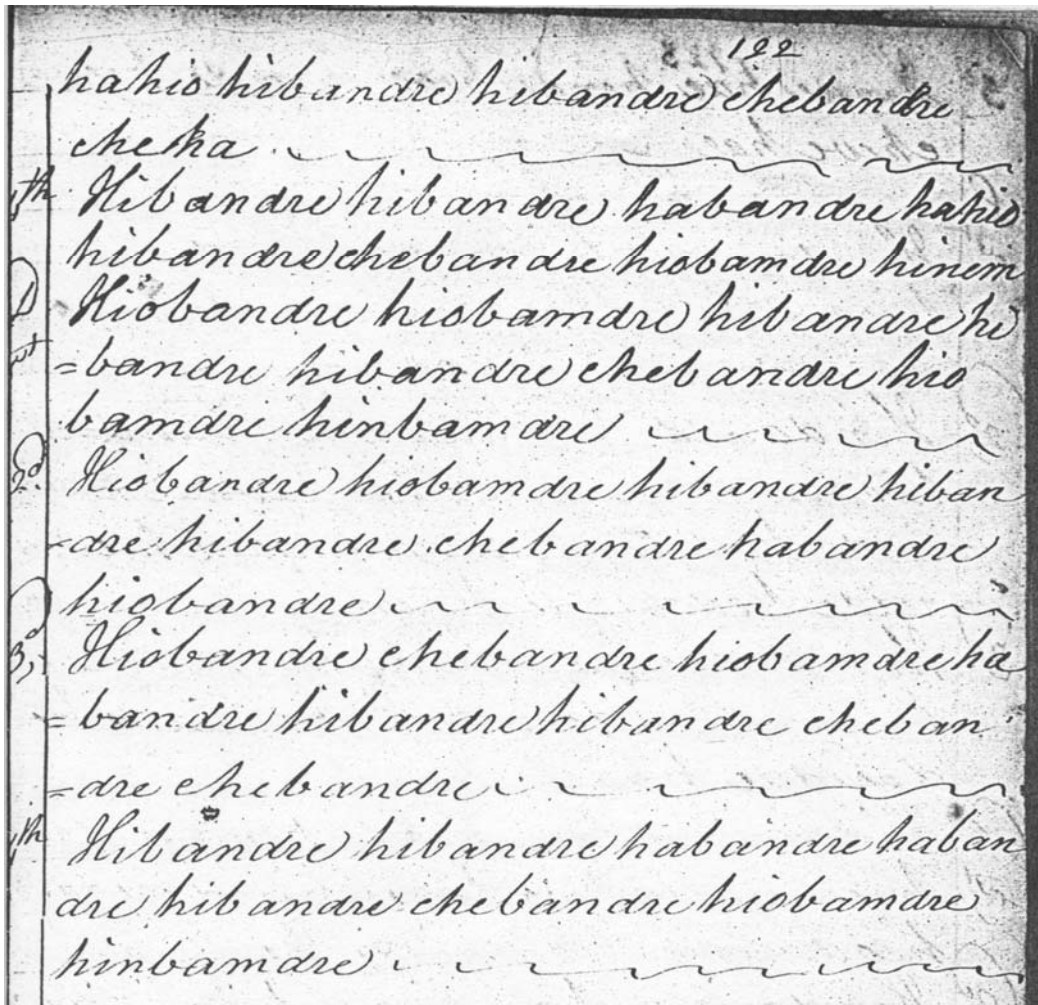 122
hahio hibandre hibandre chebandre
cheha
4th Hibandre hibandre habandre hahio
hibandre chebandre hiobamdre hinem
D Hiobandre hiobamdre hibandre hi
1st =bandre hibandre chebandre hio
bamdre hinbamdre
2d Hiobandre hiobamdre hibandre hiban
-dre hibandre chebandre habandre
hiobandre
3d Hiobandre chebandre hiobamdre ha
=bandre hibandre hibandre cheban
=dre chebandre
4th Hibandre hibandre habandre haban
dre hibandre chebandre hiobamdre
hinbamdre